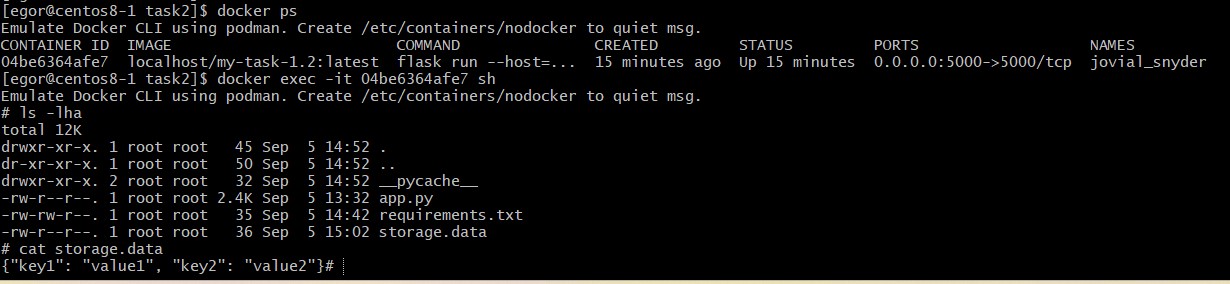 [egor@centos8-1 task2]$ docker ps
Emulate Docker CLI using podman. Create /etc/containers/nodocker to quiet msg.
CONTAINER ID  IMAGE                         COMMAND               CREATED         STATUS             PORTS                   NAMES
04be6364afe7  localhost/my-task-1.2:latest  flask run --host=...  15 minutes ago  Up 15 minutes  0.0.0.0:5000->5000/tcp  jovial_snyder
[egor@centos8-1 task2]$ docker exec -it 04be6364afe7 sh
Emulate Docker CLI using podman. Create /etc/containers/nodocker to quiet msg.
# ls -lha
total 12K
drwxr-xr-x. 1 root root   45 Sep  5 14:52 .
dr-xr-xr-x. 1 root root   50 Sep  5 14:52 ..
drwxr-xr-x. 2 root root   32 Sep  5 14:52 __pycache__
-rw-r--r--. 1 root root 2.4K Sep  5 13:32 app.py
-rw-rw-r--. 1 root root   35 Sep  5 14:42 requirements.txt
-rw-r--r--. 1 root root   36 Sep  5 15:02 storage.data
# cat storage.data
{"key1": "value1", "key2": "value2"}#